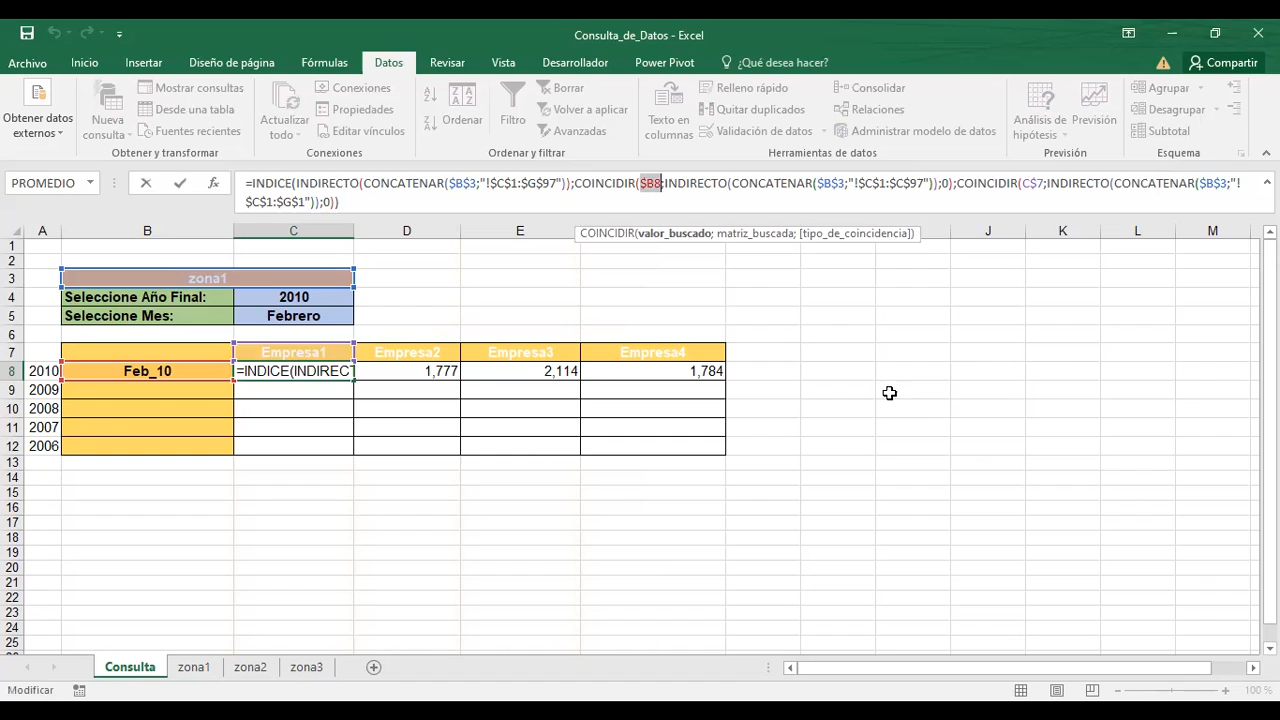 Consulta_de_Datos - Excel
Archivo Inicio Insertar Diseño de página Fórmulas Datos Revisar Vista Desarrollador Power Pivot ¿Qué desea hacer? Compartir
Obtener datos externos
Nueva consulta
Mostrar consultas
Desde una tabla
Fuentes recientes
Obtener y transformar
Actualizar todo
Conexiones
Propiedades
Editar vínculos
Conexiones
Ordenar
Filtro
Borrar
Volver a aplicar
Avanzadas
Ordenar y filtrar
Texto en columnas
Relleno rápido
Quitar duplicados
Validación de datos
Consolidar
Relaciones
Administrar modelo de datos
Herramientas de datos
Análisis de hipótesis
Previsión
Previsión
Agrupar
Desagrupar
Subtotal
Esquema
PROMEDIO
=INDICE(INDIRECTO(CONCATENAR($B$3;"!$C$1:$G$97"));COINCIDIR($B8;INDIRECTO(CONCATENAR($B$3;"!$C$1:$C$97"));0);COINCIDIR(C$7;INDIRECTO(CONCATENAR($B$3;"!
$C$1:$G$1"));0))
COINCIDIR(valor_buscado; matriz_buscada; [tipo_de_coincidencia])
A B C D E J K L M
1
2
3 zona1
4 Seleccione Año Final: 2010
5 Seleccione Mes: Febrero
6
7 Empresa1 Empresa2 Empresa3 Empresa4
8 2010 Feb_10 =INDICE(INDIRECT 1,777 2,114 1,784
9 2009
10 2008
11 2007
12 2006
13
14
15
16
17
18
19
20
21
22
23
24
25
Consulta zona1 zona2 zona3
Modificar 100 %